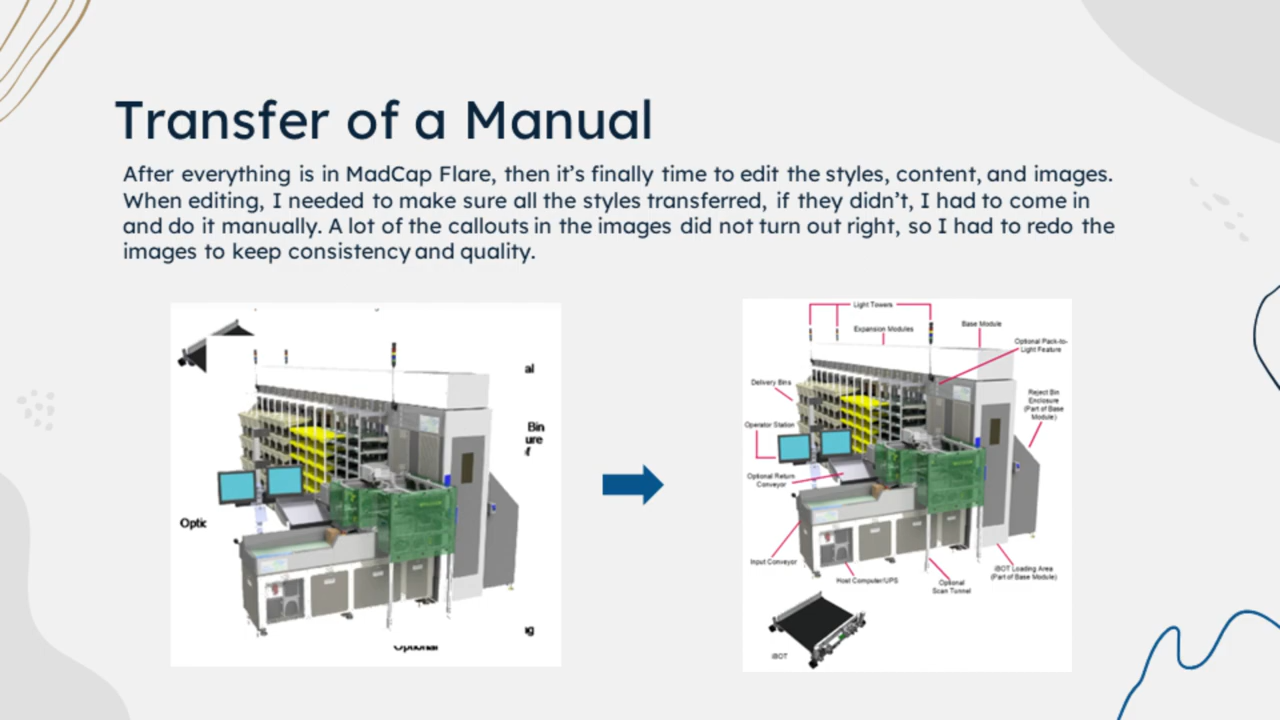 Transfer of a Manual
After everything is in MadCap Flare, then it’s finally time to edit the styles, content, and images.
When editing, I needed to make sure all the styles transferred, if they didn’t, I had to come in
and do it manually. A lot of the callouts in the images did not turn out right, so I had to redo the
images to keep consistency and quality.
al
Bin
ure
Optic
Optional
Light Towers
Expansion Modules
Base Module
Optional Pack-to-
Light Feature
Delivery Bins
Reject Bin
Enclosure
(Part of Base
Module)
Operator Station
Optional Return
Conveyor
Input Conveyor
Host Computer/UPS
Optional
Scan Tunnel
iBOT Loading Area
(Part of Base Module)
iBOT